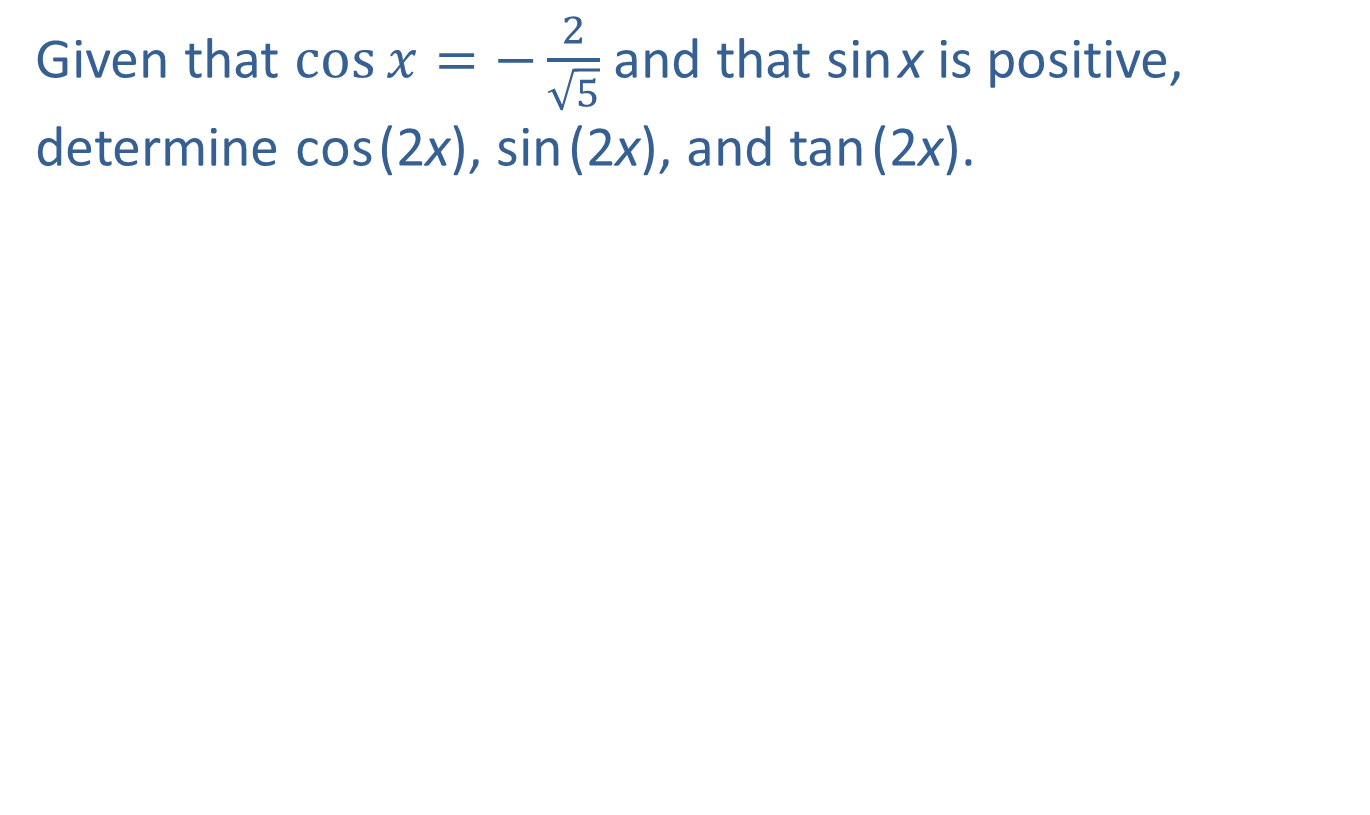 Given that cos x = −2/√5 and that sin x is positive,
determine cos(2x), sin(2x), and tan(2x).